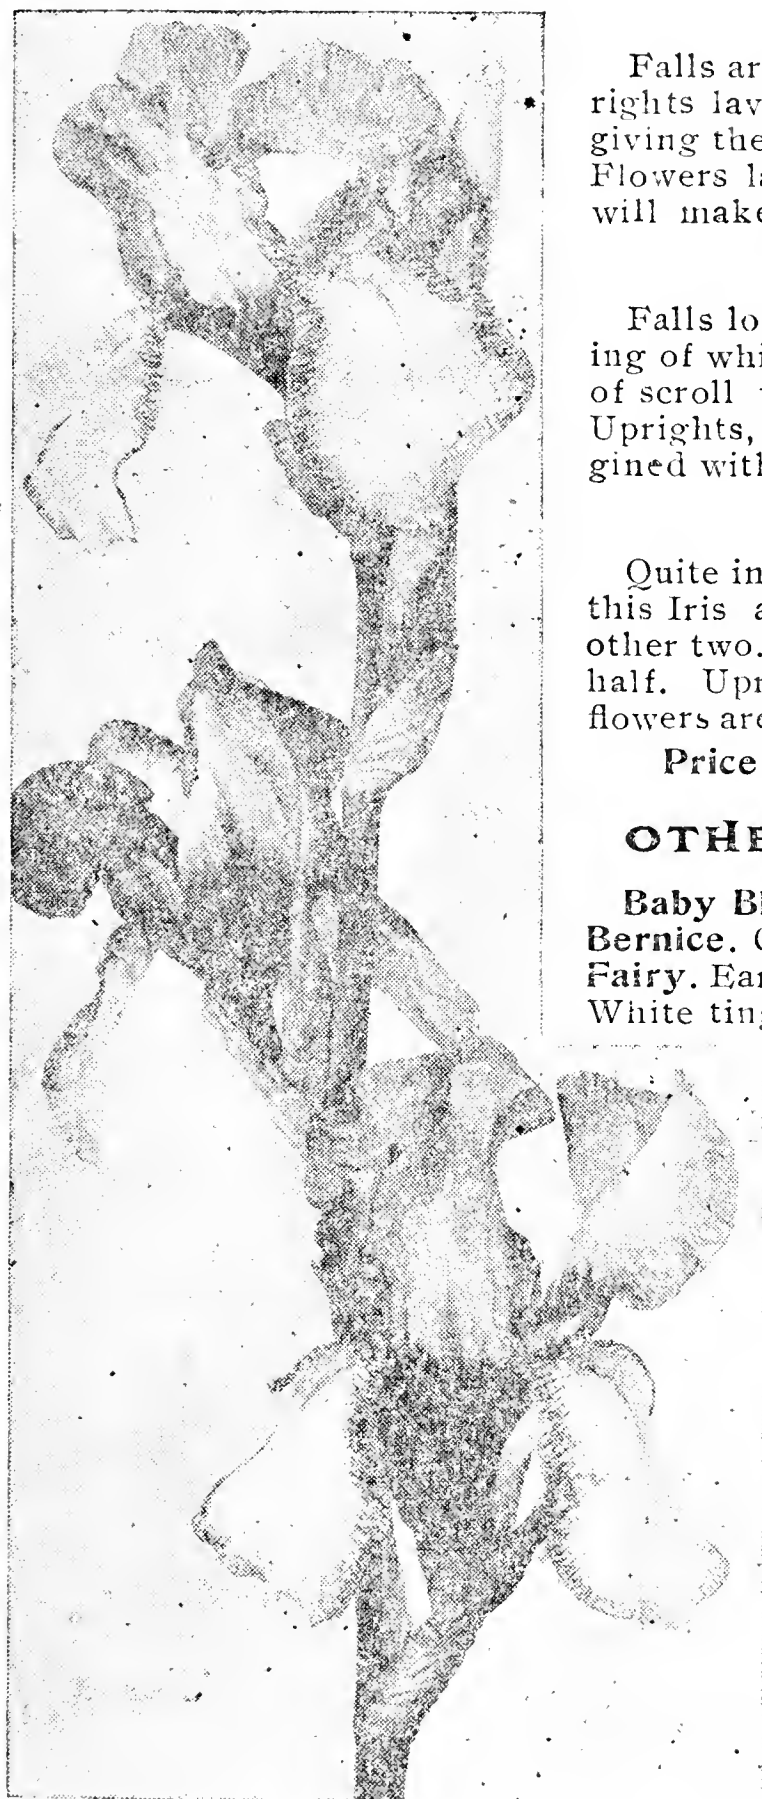 Falls ar
rights lav
giving the
Flowers la
will make
Falls lo
ing of whi
of scroll
Uprights,
gined with
Quite in
this Iris a
other two.
half. Upr
flowers are
Price
OTHE
Baby Bl
Bernice. C
Fairy. Ear
White ting